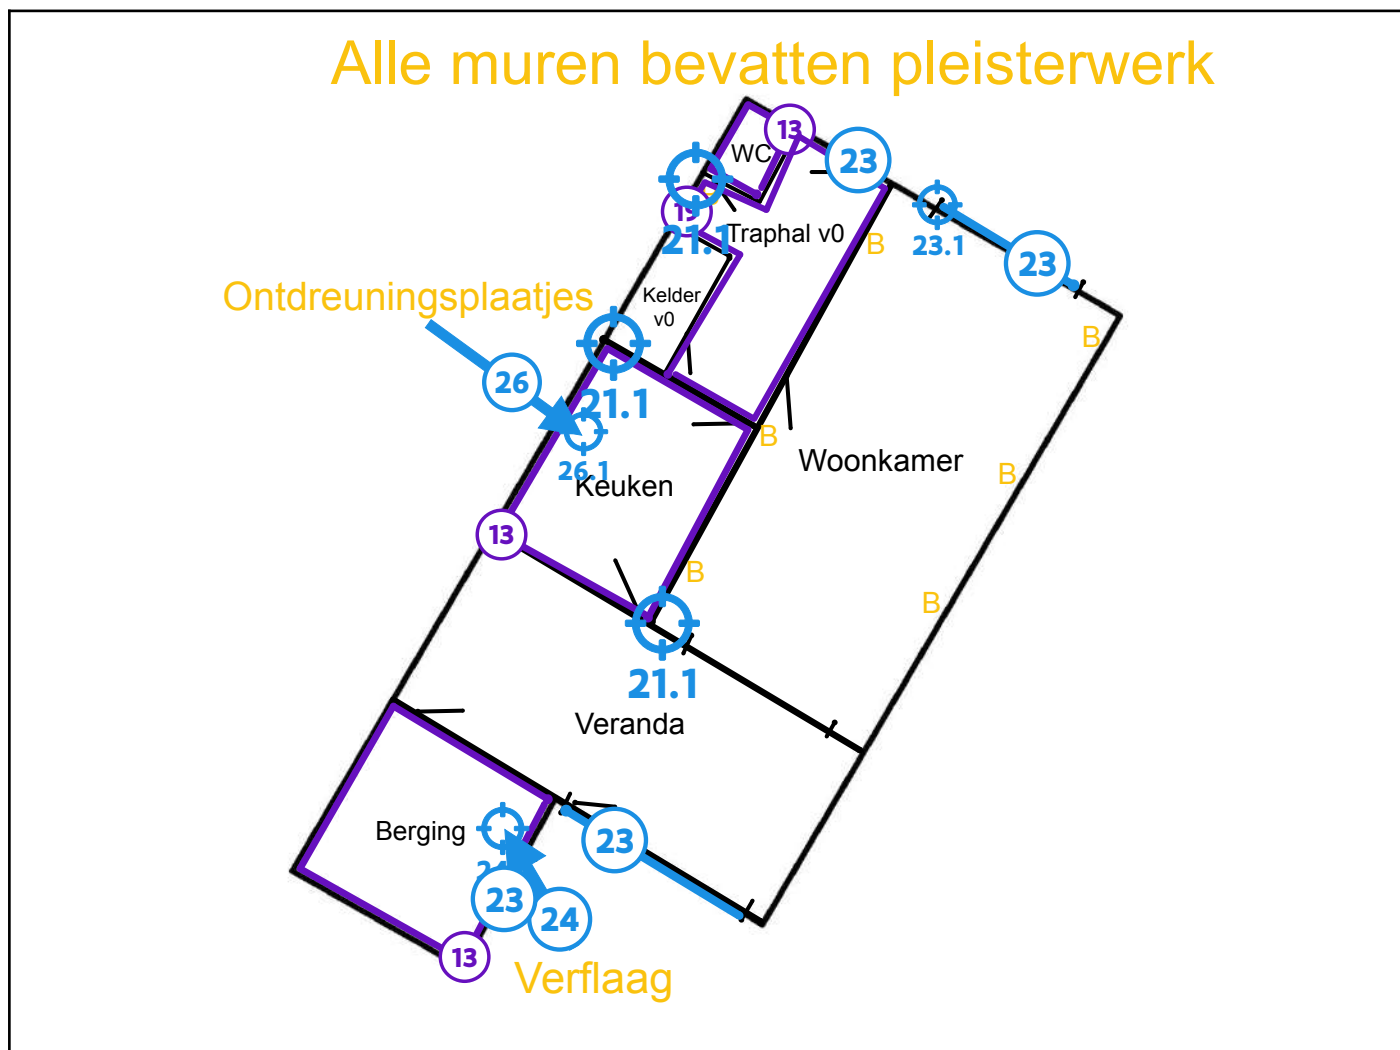 Alle muren bevatten pleisterwerk
13
WC
23
19
21.1
Traphal v0
B
23.1
23
Ontdreuningsplaatjes
Kelder
v0
B
26
21.1
B
26.1
Keuken
Woonkamer
B
13
B
B
21.1
Veranda
Berging
23
23
24
13
Verflaag